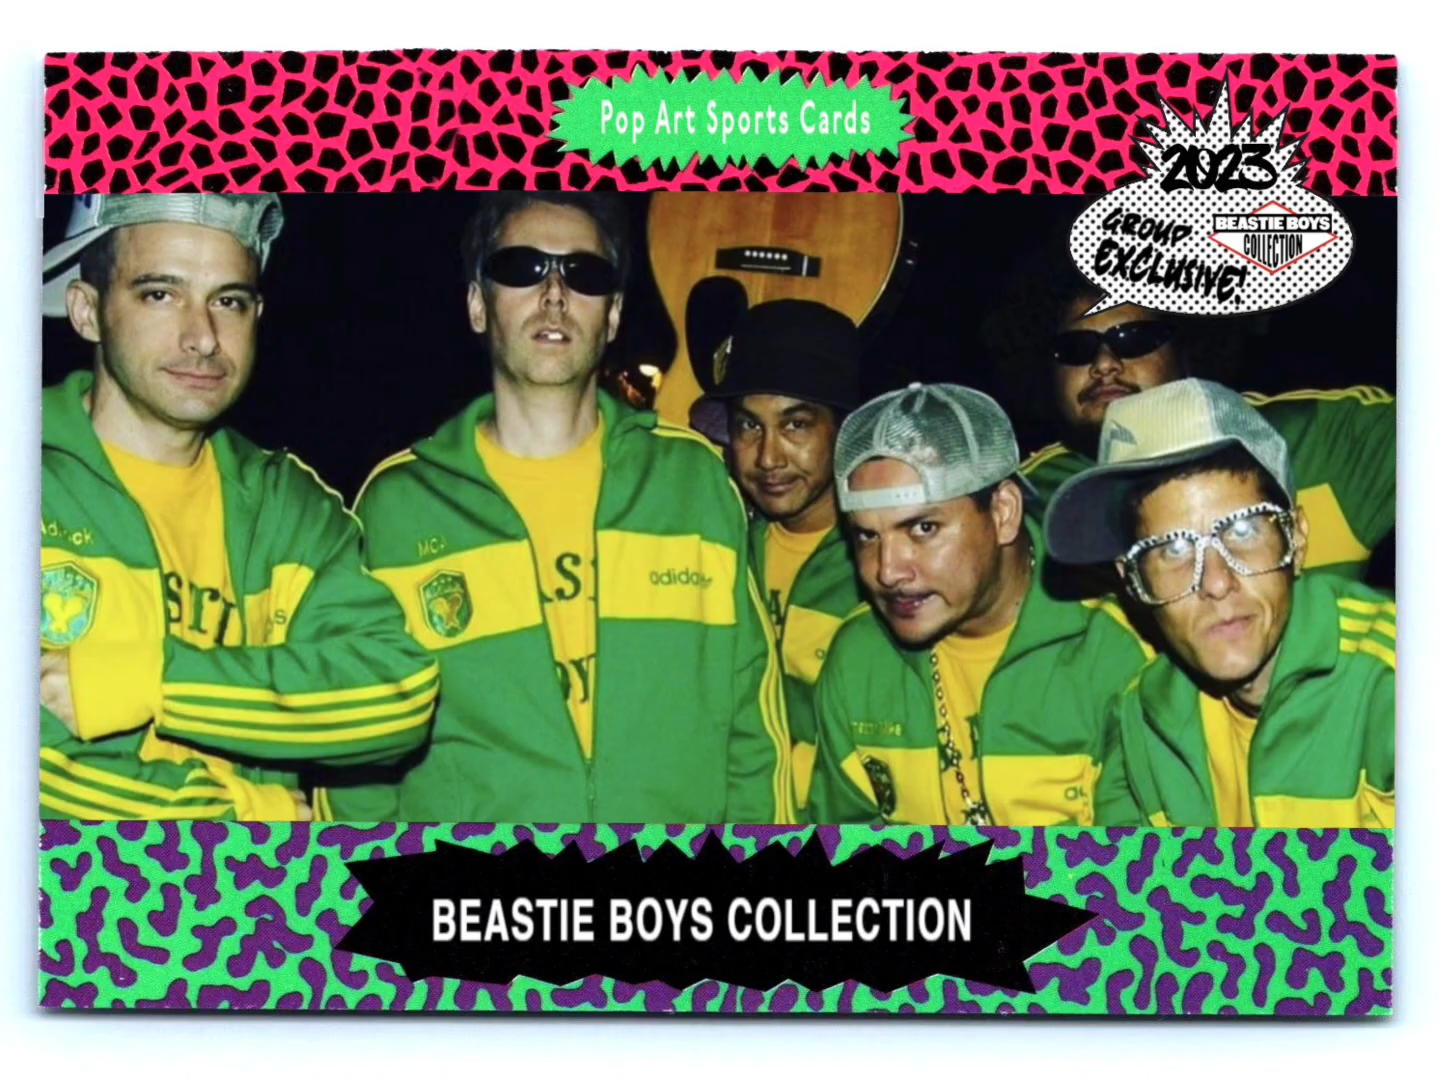 Pop Art Sports Cards
2023
GROUP
EXCLUSIVE!
BEASTIE BOYS
COLLECTION
MCA
adidas
BEASTIE BOYS COLLECTION